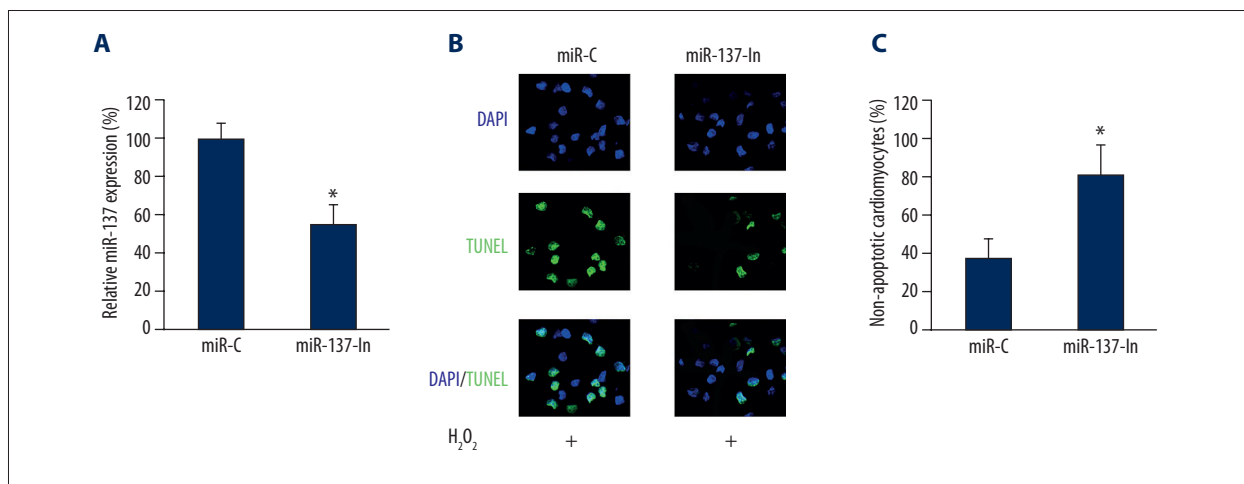 A
Relative miR-137 expression (%)
120
100
80
60
40
20
0
*
miR-C
miR-137-In
B
miR-C
miR-137-In
DAPI
TUNEL
DAPI/TUNEL
H₂O₂
+
+
C
Non-apoptotic cardiomyocytes (%)
120
100
80
60
40
20
0
*
miR-C
miR-137-In